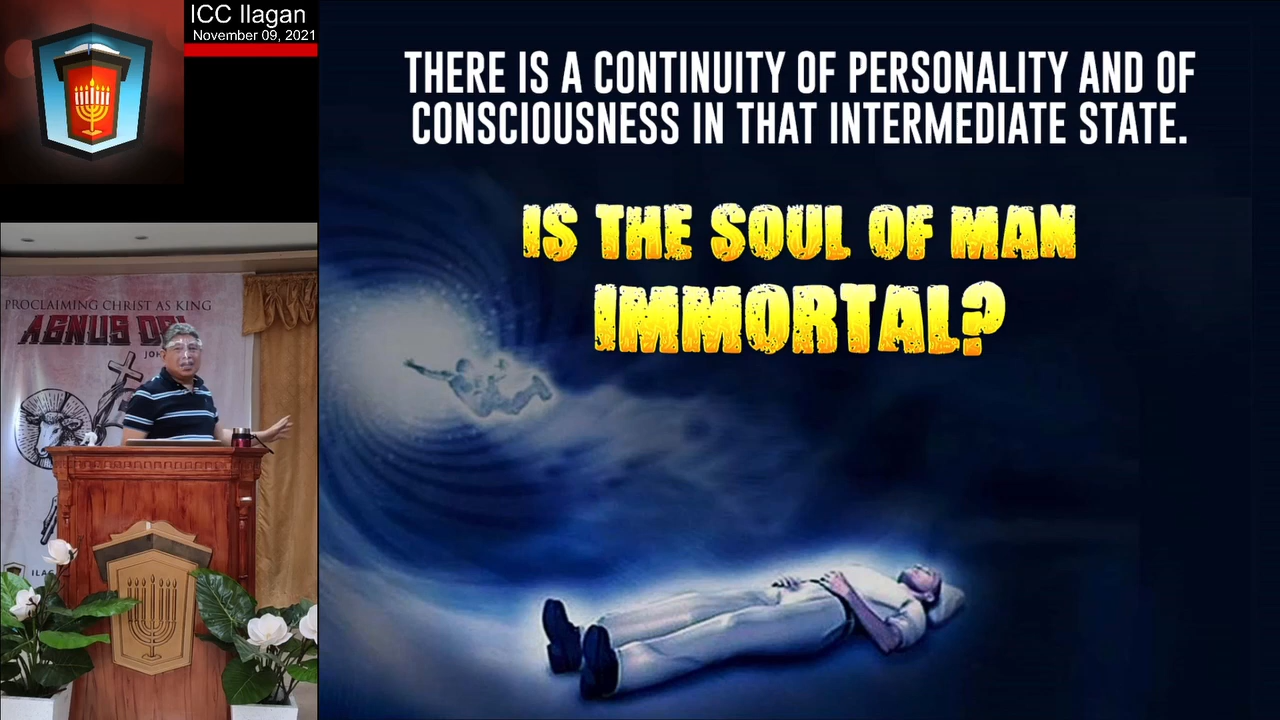 ICC Ilagan
November 09, 2021
THERE IS A CONTINUITY OF PERSONALITY AND OF
CONSCIOUSNESS IN THAT INTERMEDIATE STATE.
IS THE SOUL OF MAN
IMMORTAL?
PROCLAIMING CHRIST AS KING
AGNUS